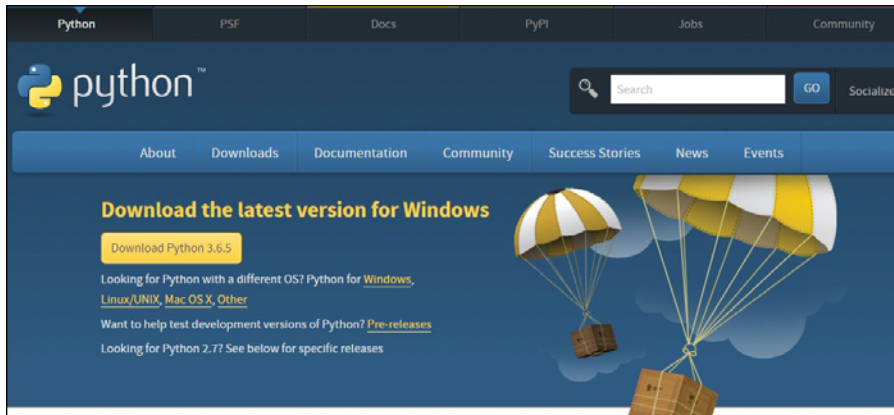 Python PSF Docs PyPI Jobs Community
python™
Search GO Socialize
About Downloads Documentation Community Success Stories News Events
Download the latest version for Windows
Download Python 3.6.5
Looking for Python with a different OS? Python for Windows,
Linux/UNIX, Mac OS X, Other
Want to help test development versions of Python? Pre-releases
Looking for Python 2.7? See below for specific releases